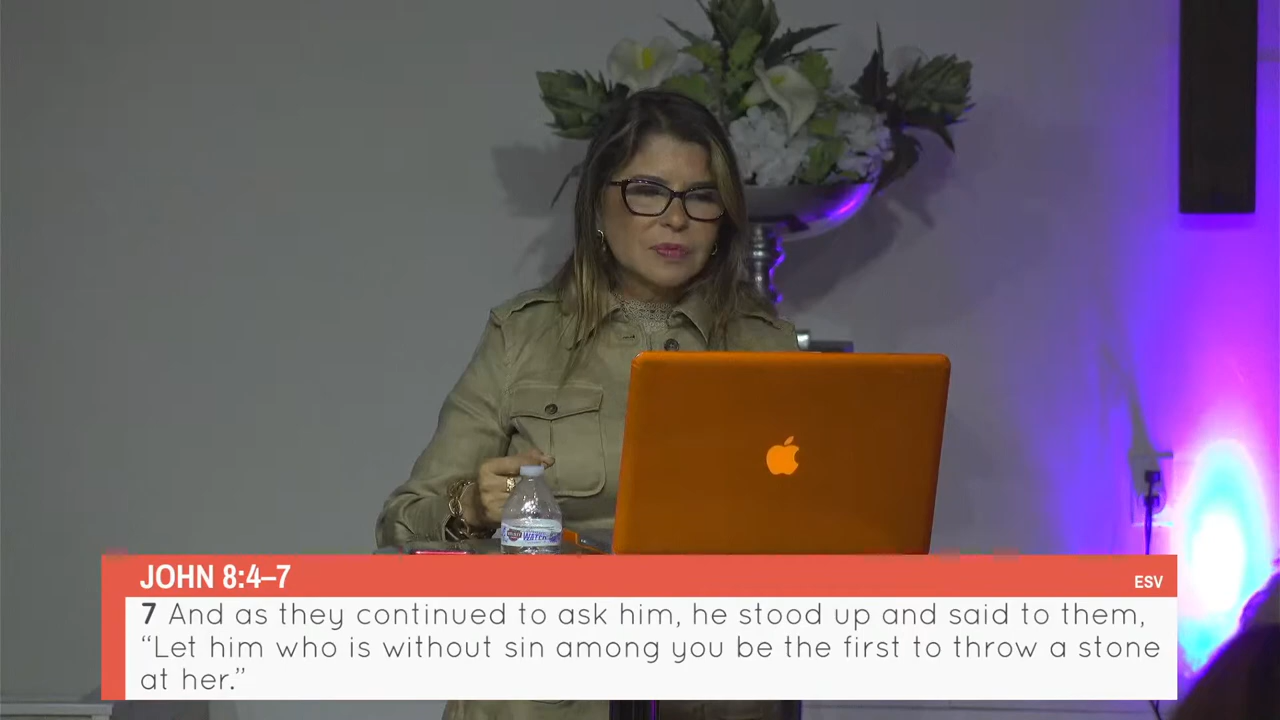 WATER
JOHN 8:4–7
ESV
7 And as they continued to ask him, he stood up and said to them,
“Let him who is without sin among you be the first to throw a stone
at her.”